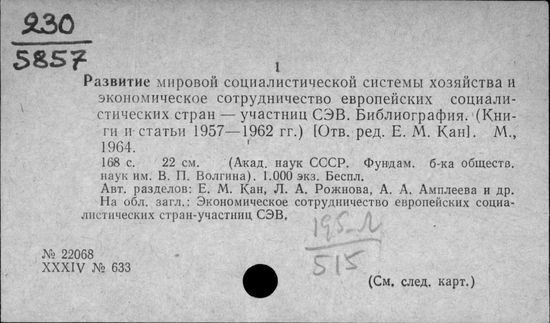 230
5857
1
Развитие мировой социалистической системы хозяйства и
экономическое сотрудничество европейских социали-
стических стран — участниц СЭВ. Библиография. (Кни-
ги и статьи 1957—1962 гг.) [Отв. ред. Е. М. Кан]. М.,
1964.
168 с. 22 см. (Акад. наук СССР. Фундам. б-ка обществ.
наук им. В. П. Волгина). 1.000 экз. Беспл.
Авт. разделов: Е. М. Кан, Л. А. Рожнова, А. А. Амплеева и др.
На обл. загл.: Экономическое сотрудничество европейских социа-
листических стран-участниц СЭВ.
195-Л
515
№ 22068
XXXIV № 633
(См. след. карт.)